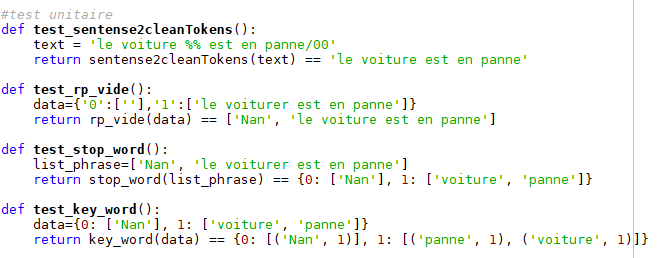 #test unitaire
def test_sentense2cleanTokens():
    text = 'le voiture %% est en panne/00'
    return sentense2cleanTokens(text) == 'le voiture est en panne'

def test_rp_vide():
    data={'0':[''],'1':['le voiturer est en panne']}
    return rp_vide(data) == ['Nan', 'le voiture est en panne']

def test_stop_word():
    list_phrase=['Nan', 'le voiturer est en panne']
    return stop_word(list_phrase) == {0: ['Nan'], 1: ['voiture', 'panne']}

def test_key_word():
    data={0: ['Nan'], 1: ['voiture', 'panne']}
    return key_word(data) == {0: [('Nan', 1)], 1: [('panne', 1), ('voiture', 1)]}